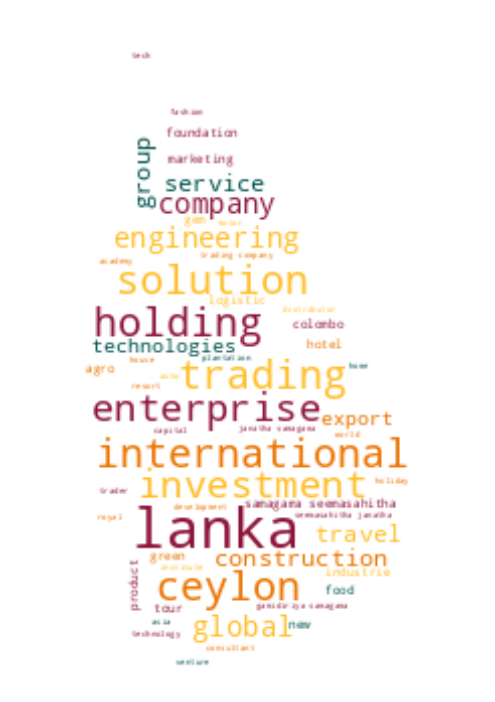 tech
fashion
foundation
marketing
group
service
company
gem motor
engineering
trading company
academy
solution
logistic
distributor
holding
colombo
technologies
hotel
house plantation
agro
home
trading
auto
resort
enterprise
export
capital janatha samagama
world
international
investment
holiday
trader
samagama seemasahitha
development
lanka
royal
seemasahitha janatha
travel
green
construction
institute
industrie
product
ceylon
food
tour
gamidiriya samagama
asia
global
new
technology
consultant
venture